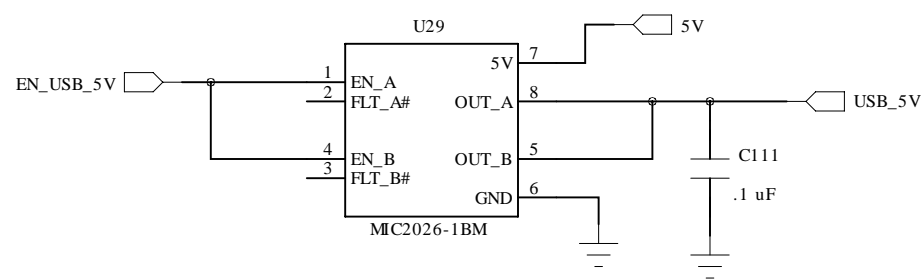 U29
5V
7
5V
EN_USB_5V
1
EN_A
2
FLT_A#
OUT_A
8
USB_5V
4
EN_B
3
FLT_B#
OUT_B
5
C111
GND
6
.1 uF
MIC2026-1BM